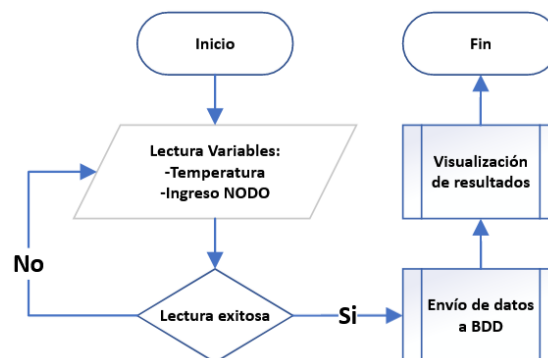 Inicio
Lectura Variables:
-Temperatura
-Ingreso NODO
Lectura exitosa
No
Si
Envío de datos
a BDD
Visualización
de resultados
Fin